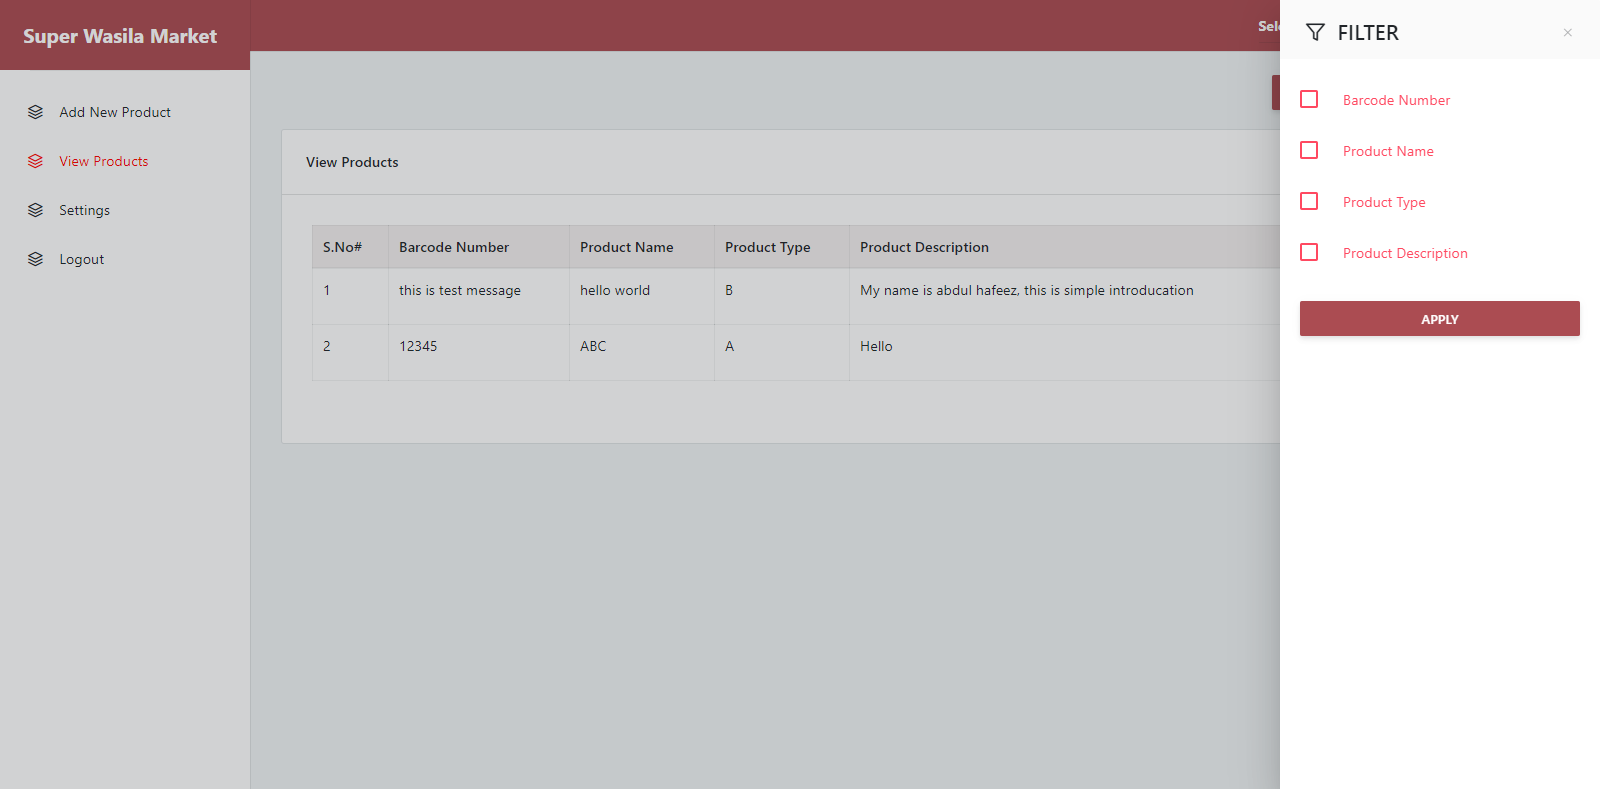 Super Wasila Market
Add New Product
View Products
Settings
Logout
View Products
S.No# Barcode Number Product Name Product Type Product Description
1 this is test message hello world B My name is abdul hafeez, this is simple introducation
2 12345 ABC A Hello
FILTER ×
Barcode Number
Product Name
Product Type
Product Description
APPLY